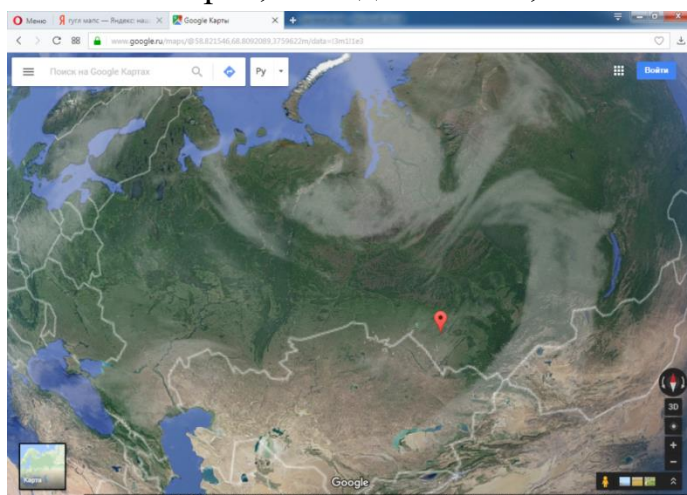 Меню
гугл мапс — Яндекс: наш
Google Карты
www.google.ru/maps/@58.821546,68.8092089,3759622m/data=!3m1!1e3
Поиск на Google Картах
Ру
Войти
3D
Карта
Google